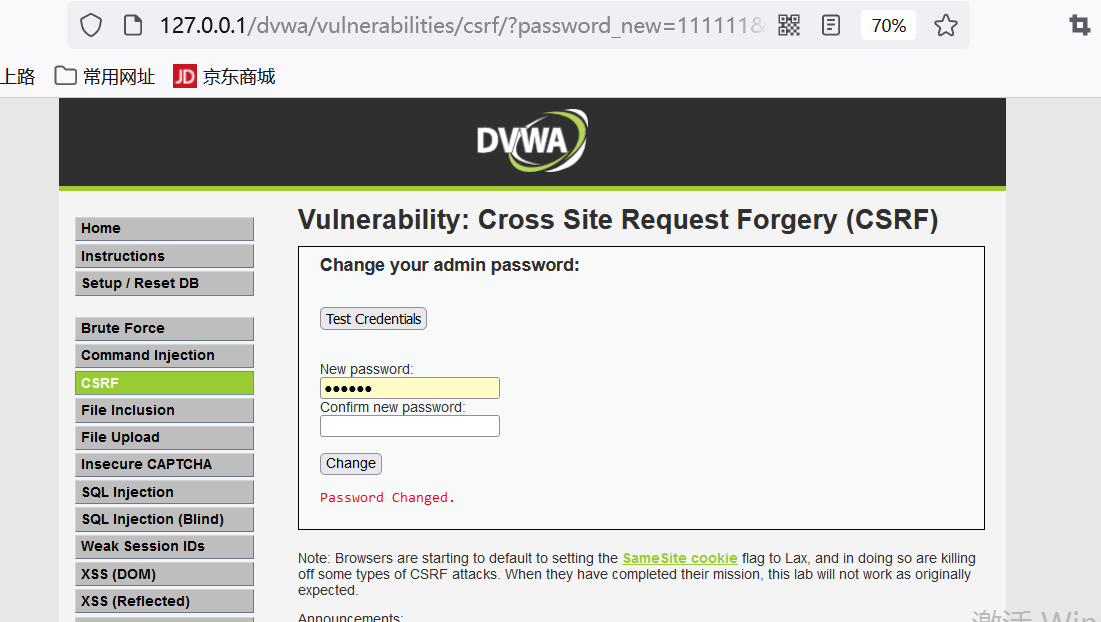 127.0.0.1/dvwa/vulnerabilities/csrf/?password_new=111111&
70%
上路
常用网址
JD 京东商城
DVWA
Vulnerability: Cross Site Request Forgery (CSRF)
Home
Instructions
Setup / Reset DB
Brute Force
Command Injection
CSRF
File Inclusion
File Upload
Insecure CAPTCHA
SQL Injection
SQL Injection (Blind)
Weak Session IDs
XSS (DOM)
XSS (Reflected)
Change your admin password:
Test Credentials
New password:
••••••
Confirm new password:
Change
Password Changed.
Note: Browsers are starting to default to setting the SameSite cookie flag to Lax, and in doing so are killing
off some types of CSRF attacks. When they have completed their mission, this lab will not work as originally
expected.
Announcements:
激活 Win